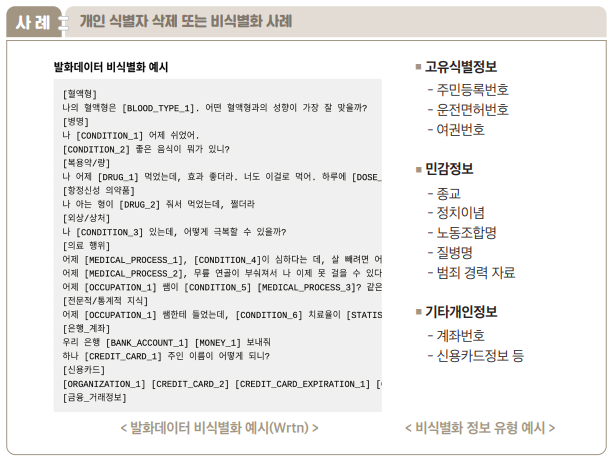 사례 개인 식별자 삭제 또는 비식별화 사례
발화데이터 비식별화 예시
[혈액형]
나의 혈액형은 [BLOOD_TYPE_1]. 어떤 혈액형과의 성향이 가장 잘 맞을까?
[병명]
나 [CONDITION_1] 어제 쉬었어.
[CONDITION_2] 좋은 음식이 뭐가 있니?
[복용약/량]
나 어제 [DRUG_1] 먹었는데, 효과 좋더라. 너도 이걸로 먹어. 하루에 [DOSE_
[향정신성 의약품]
나 아는 형이 [DRUG_2] 줘서 먹었는데, 쩔더라
[외상/상처]
나 [CONDITION_3] 있는데, 어떻게 극복할 수 있을까?
[의료 행위]
어제 [MEDICAL_PROCESS_1], [CONDITION_4]이 심하다는 데, 살 빼려면 어
어제 [MEDICAL_PROCESS_2], 무릎 연골이 부숴져서 나 이제 못 걸을 수 있다
어제 [OCCUPATION_1] 쌤이 [CONDITION_5] [MEDICAL_PROCESS_3]? 같은
[전문적/통계적 지식]
어제 [OCCUPATION_1] 쌤한테 들었는데, [CONDITION_6] 치료율이 [STATIS
[은행_계좌]
우리 은행 [BANK_ACCOUNT_1] [MONEY_1] 보내줘
하나 [CREDIT_CARD_1] 주인 이름이 어떻게 되니?
[신용카드]
[ORGANIZATION_1] [CREDIT_CARD_2] [CREDIT_CARD_EXPIRATION_1] [
[금융_거래정보]
< 발화데이터 비식별화 예시(Wrtn) >
■ 고유식별정보
- 주민등록번호
- 운전면허번호
- 여권번호
■ 민감정보
- 종교
- 정치이념
- 노동조합명
- 질병명
- 범죄 경력 자료
■ 기타개인정보
- 계좌번호
- 신용카드정보 등
< 비식별화 정보 유형 예시 >